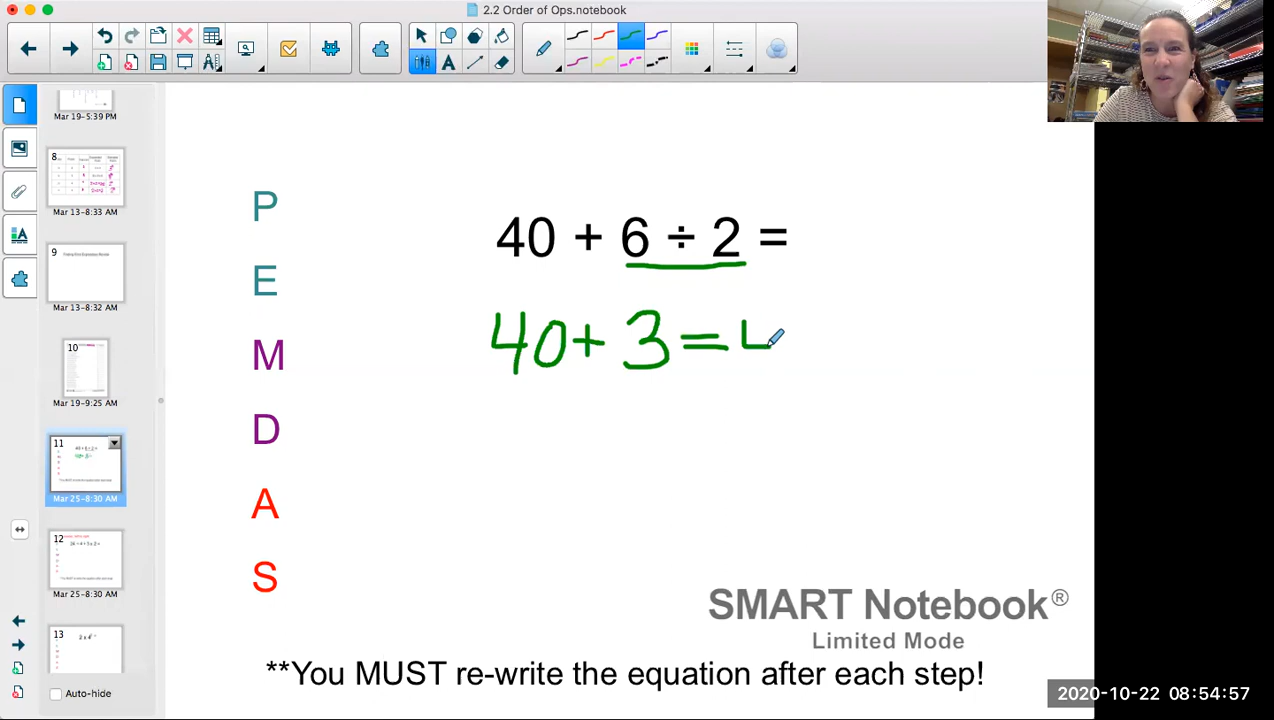 2.2 Order of Ops.notebook
Mar 19-5:39 PM
8
Mar 13-8:33 AM
9
Mar 13-8:32 AM
10
Mar 19-9:25 AM
11
Mar 25-8:30 AM
12
Mar 25-8:30 AM
13
Auto-hide
P
E
M
D
A
S
40 + 6 ÷ 2 =
40 + 3 = 4
SMART Notebook®
Limited Mode
**You MUST re-write the equation after each step!
2020-10-22 08:54:57